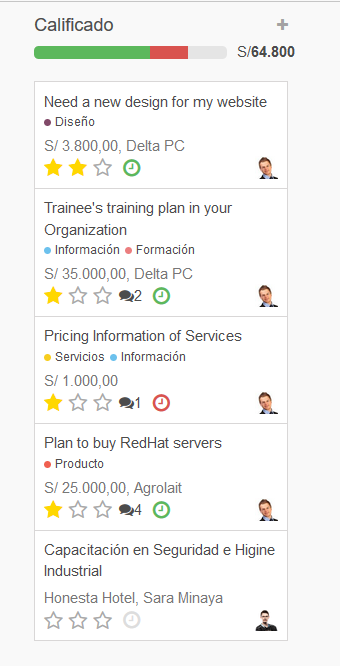 Calificado +
S/64.800
Need a new design for my website
Diseño
S/ 3.800,00, Delta PC
Trainee's training plan in your
Organization
Información Formación
S/ 35.000,00, Delta PC
2
Pricing Information of Services
Servicios Información
S/ 1.000,00
1
Plan to buy RedHat servers
Producto
S/ 25.000,00, Agrolait
4
Capacitación en Seguridad e Higine
Industrial
Honesta Hotel, Sara Minaya